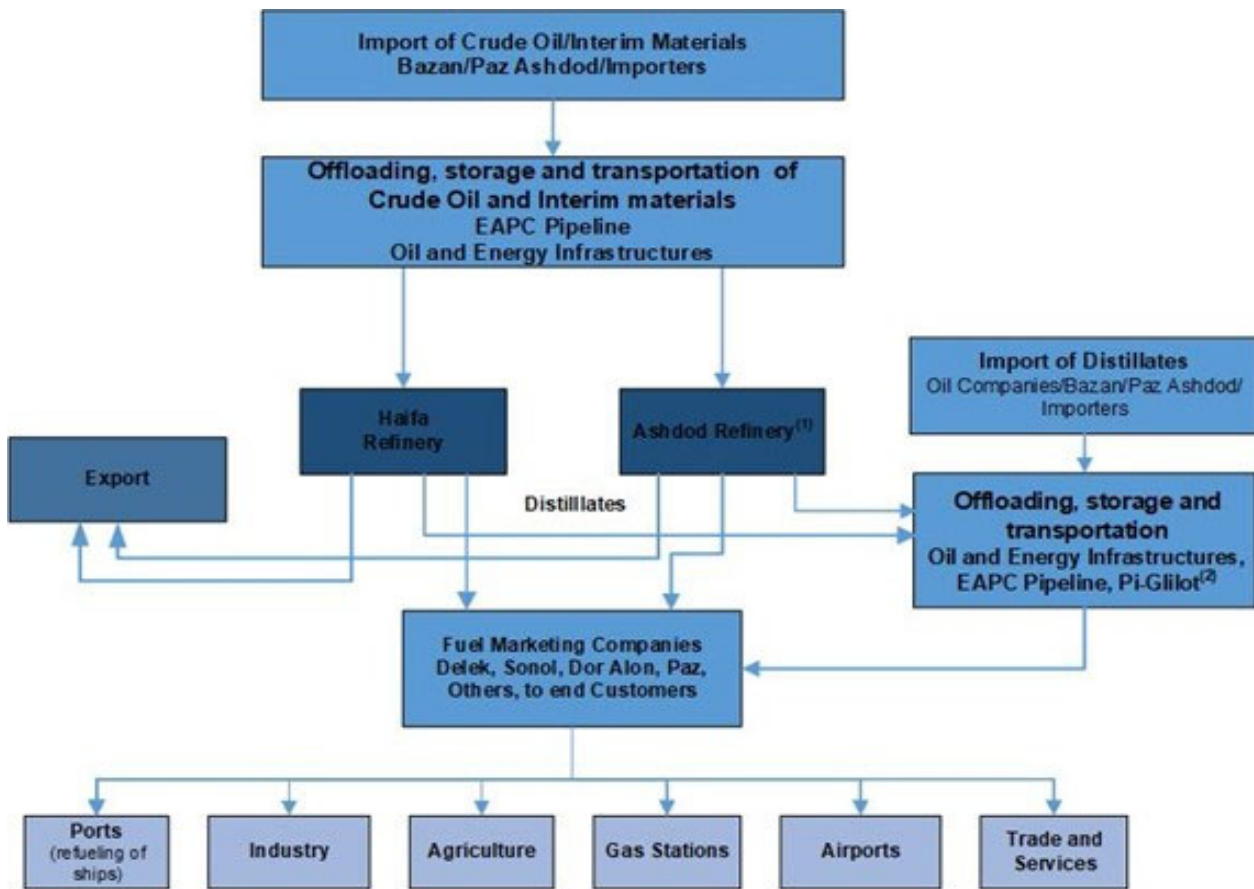 Import of Crude Oil/Interim Materials
Bazan/Paz Ashdod/Importers
Offloading, storage and transportation of
Crude Oil and Interim materials
EAPC Pipeline
Oil and Energy Infrastructures
Import of Distillates
Oil Companies/Bazan/Paz Ashdod/
Importers
Haifa
Refinery
Ashdod Refinery(1)
Export
Distilllates
Offloading, storage and
transportation
Oil and Energy Infrastructures,
EAPC Pipeline, Pi-Glilot(2)
Fuel Marketing Companies
Delek, Sonol, Dor Alon, Paz,
Others, to end Customers
Ports
(refueling of
ships)
Industry
Agriculture
Gas Stations
Airports
Trade and
Services